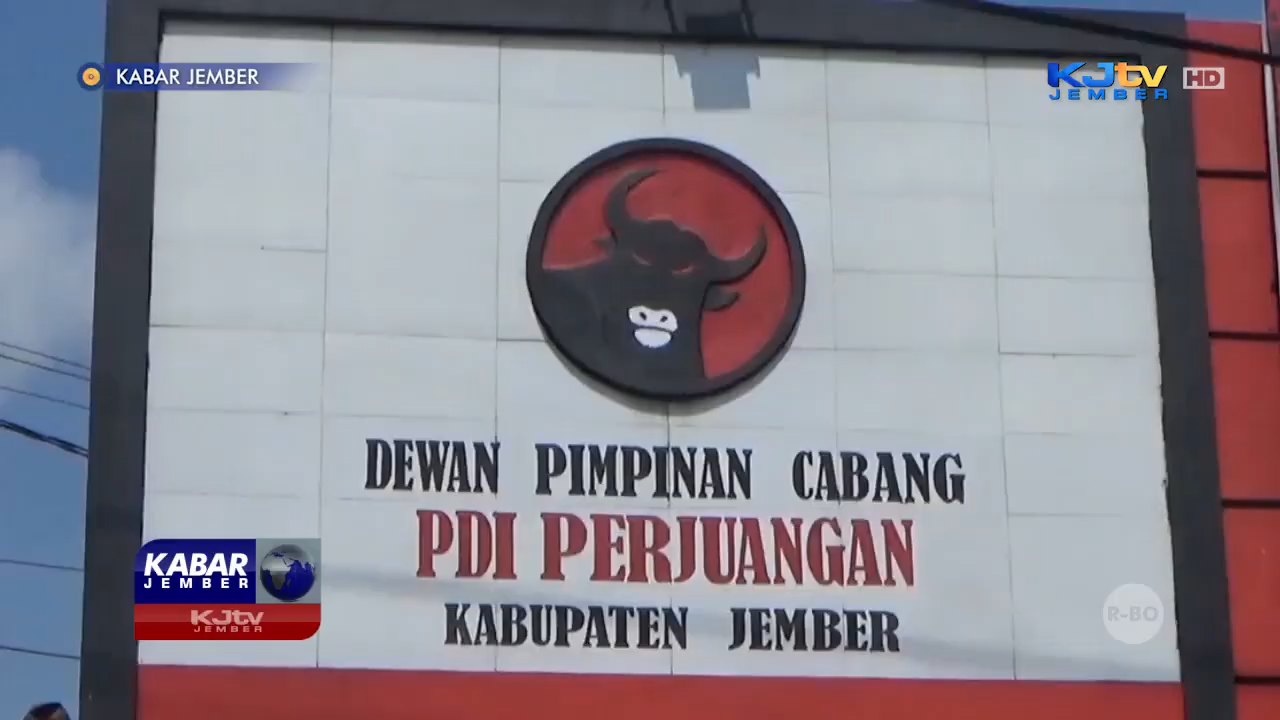 KABAR JEMBER
KJtv HD
JEMBER
DEWAN PIMPINAN CABANG
PDI PERJUANGAN
KABUPATEN JEMBER
KABAR
JEMBER
KJtv
JEMBER
R-BO